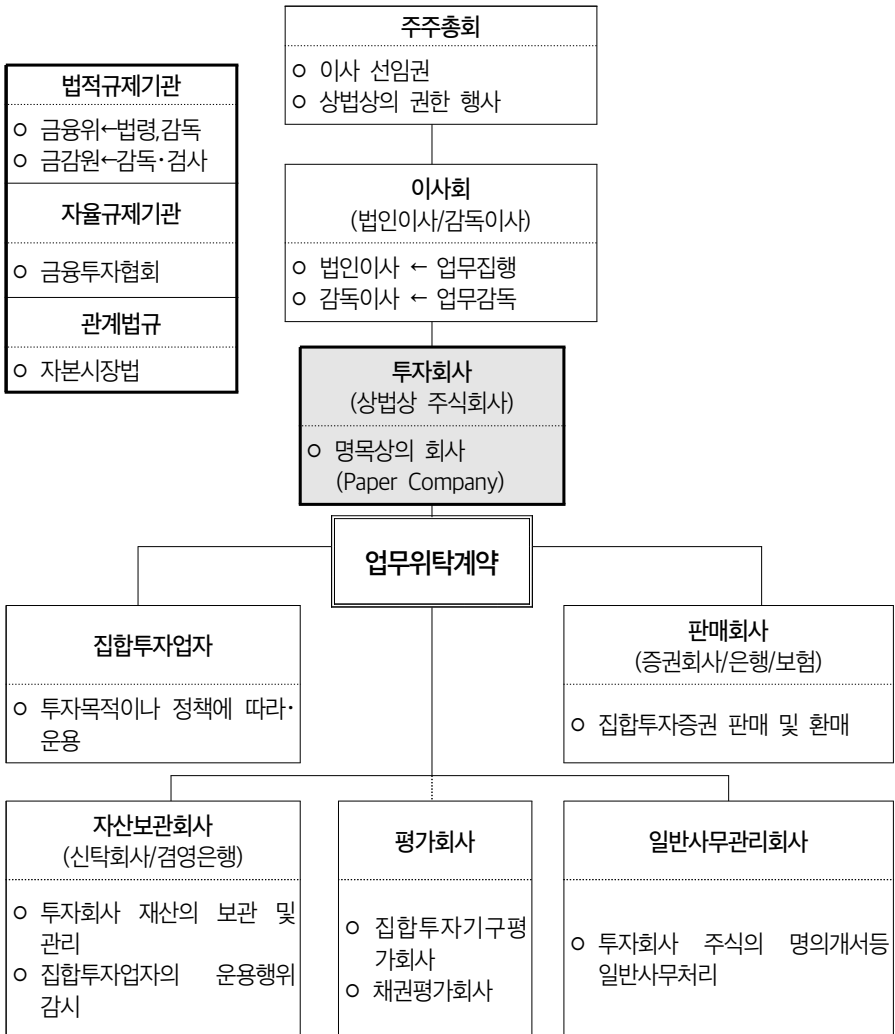 주주총회
ㅇ 이사 선임권
ㅇ 상법상의 권한 행사
법적규제기관
ㅇ 금융위←법령,감독
ㅇ 금감원←감독·검사
자율규제기관
ㅇ 금융투자협회
관계법규
ㅇ 자본시장법
이사회
(법인이사/감독이사)
ㅇ 법인이사 ← 업무집행
ㅇ 감독이사 ← 업무감독
투자회사
(상법상 주식회사)
ㅇ 명목상의 회사
(Paper Company)
업무위탁계약
집합투자업자
ㅇ 투자목적이나 정책에 따라·
운용
판매회사
(증권회사/은행/보험)
ㅇ 집합투자증권 판매 및 환매
자산보관회사
(신탁회사/겸영은행)
ㅇ 투자회사 재산의 보관 및
관리
ㅇ 집합투자업자의 운용행위
감시
평가회사
ㅇ 집합투자기구평
가회사
ㅇ 채권평가회사
일반사무관리회사
ㅇ 투자회사 주식의 명의개서등
일반사무처리